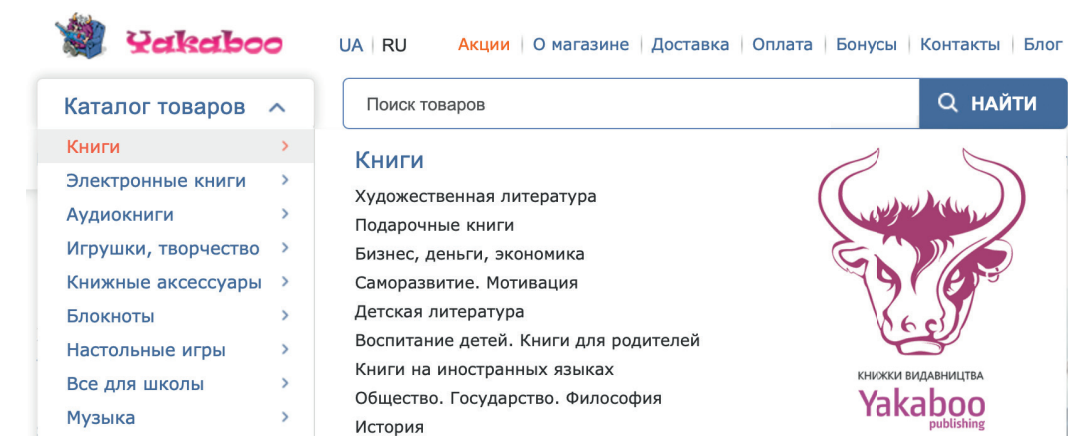 Yakaboo
UA | RU Акции | О магазине | Доставка | Оплата | Бонусы | Контакты | Блог
Каталог товаров
Поиск товаров
НАЙТИ
Книги
Электронные книги
Аудиокниги
Игрушки, творчество
Книжные аксессуары
Блокноты
Настольные игры
Все для школы
Музыка
Книги
Художественная литература
Подарочные книги
Бизнес, деньги, экономика
Саморазвитие. Мотивация
Детская литература
Воспитание детей. Книги для родителей
Книги на иностранных языках
Общество. Государство. Философия
История
КНИЖКИ ВИДАВНИЦТВА
Yakaboo
publishing